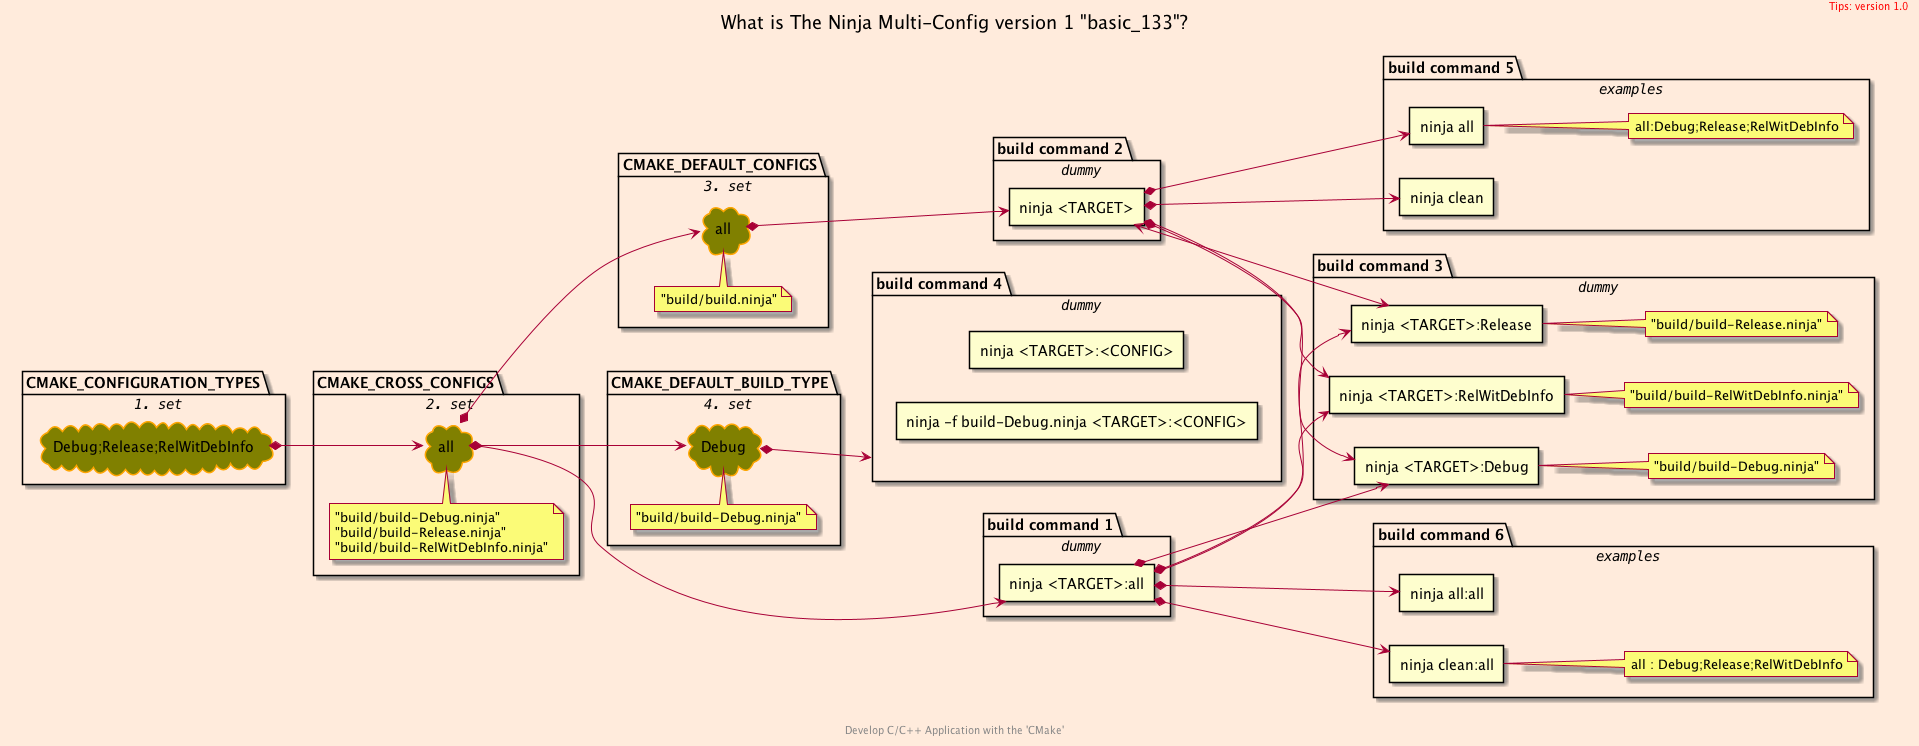 Tips: version 1.0
What is The Ninja Multi-Config version 1 "basic_133"?
CMAKE_CONFIGURATION_TYPES
1. set
Debug;Release;RelWitDebInfo
CMAKE_CROSS_CONFIGS
2. set
all
"build/build-Debug.ninja"
"build/build-Release.ninja"
"build/build-RelWitDebInfo.ninja"
CMAKE_DEFAULT_CONFIGS
3. set
all
"build/build.ninja"
CMAKE_DEFAULT_BUILD_TYPE
4. set
Debug
"build/build-Debug.ninja"
build command 2
dummy
ninja <TARGET>
build command 4
dummy
ninja <TARGET>:<CONFIG>
ninja -f build-Debug.ninja <TARGET>:<CONFIG>
build command 1
dummy
ninja <TARGET>:all
build command 5
examples
ninja all
all:Debug;Release;RelWitDebInfo
ninja clean
build command 3
dummy
ninja <TARGET>:Release
"build/build-Release.ninja"
ninja <TARGET>:RelWitDebInfo
"build/build-RelWitDebInfo.ninja"
ninja <TARGET>:Debug
"build/build-Debug.ninja"
build command 6
examples
ninja all:all
ninja clean:all
all : Debug;Release;RelWitDebInfo
Develop C/C++ Application with the 'CMake'